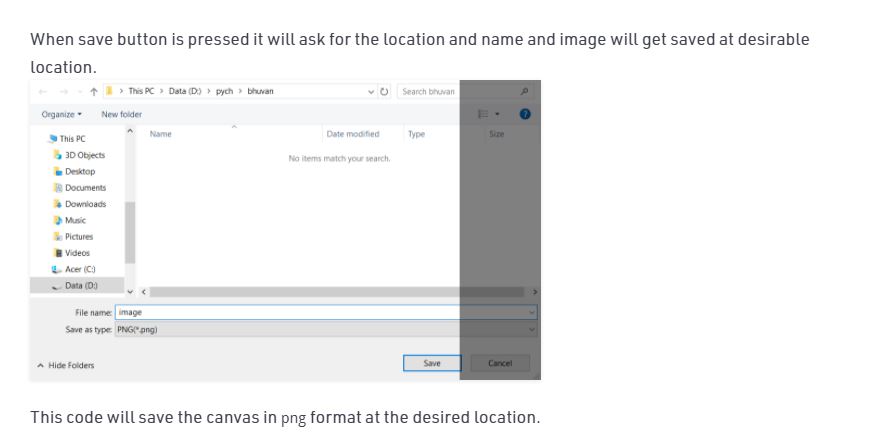 When save button is pressed it will ask for the location and name and image will get saved at desirable
location.
This PC > Data (D:) > pych > bhuvan
Search bhuvan
Organize
New folder
Name
Date modified
Type
Size
No items match your search.
This PC
3D Objects
Desktop
Documents
Downloads
Music
Pictures
Videos
Acer (C:)
Data (D:)
File name: image
Save as type: PNG(*.png)
Hide Folders
Save
Cancel
This code will save the canvas in png format at the desired location.